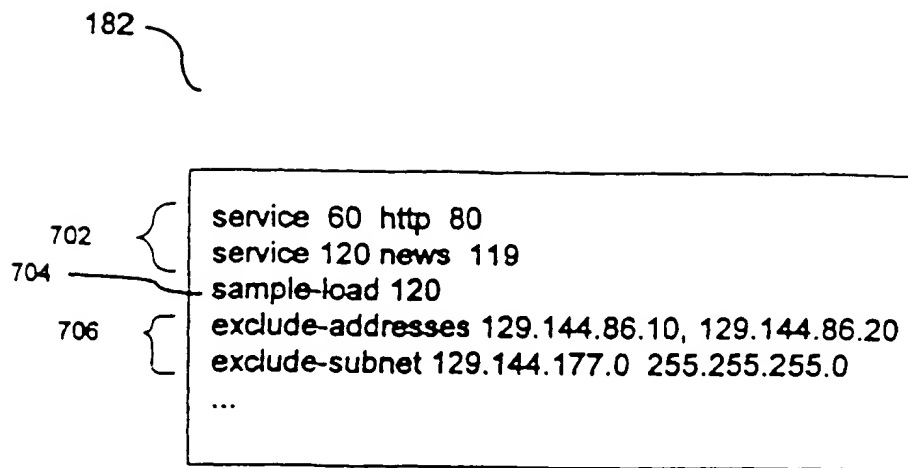 182
702
service 60 http 80
service 120 news 119
704
sample-load 120
706
exclude-addresses 129.144.86.10, 129.144.86.20
exclude-subnet 129.144.177.0 255.255.255.0
...